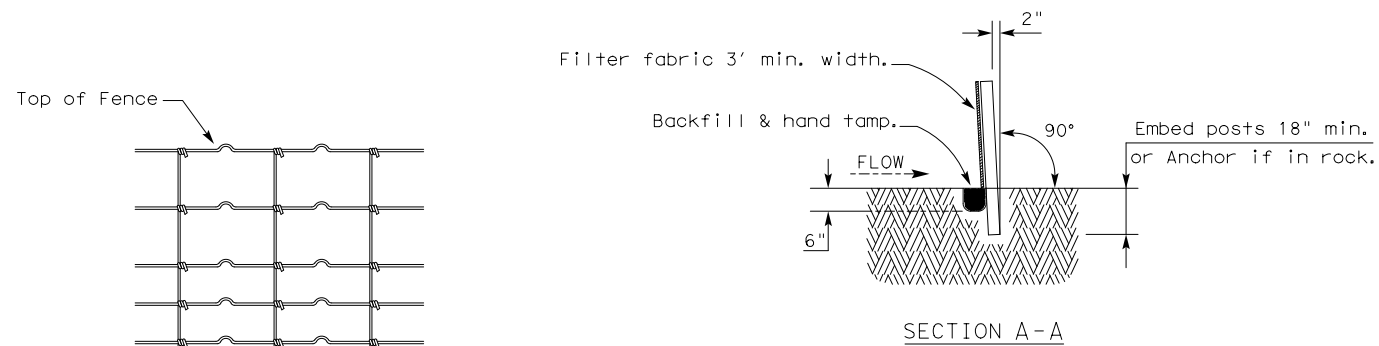 Top of Fence
Filter fabric 3' min. width.
Backfill & hand tamp.
2"
90°
FLOW
6"
Embed posts 18" min.
or Anchor if in rock.
SECTION A-A